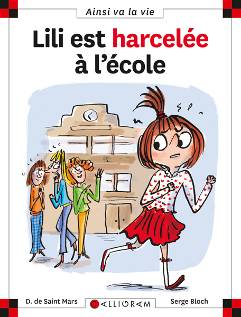 Ainsi va la vie
Lili est harcelée
à l'école
D. de Saint Mars
CALLIGRAM
Serge Bloch